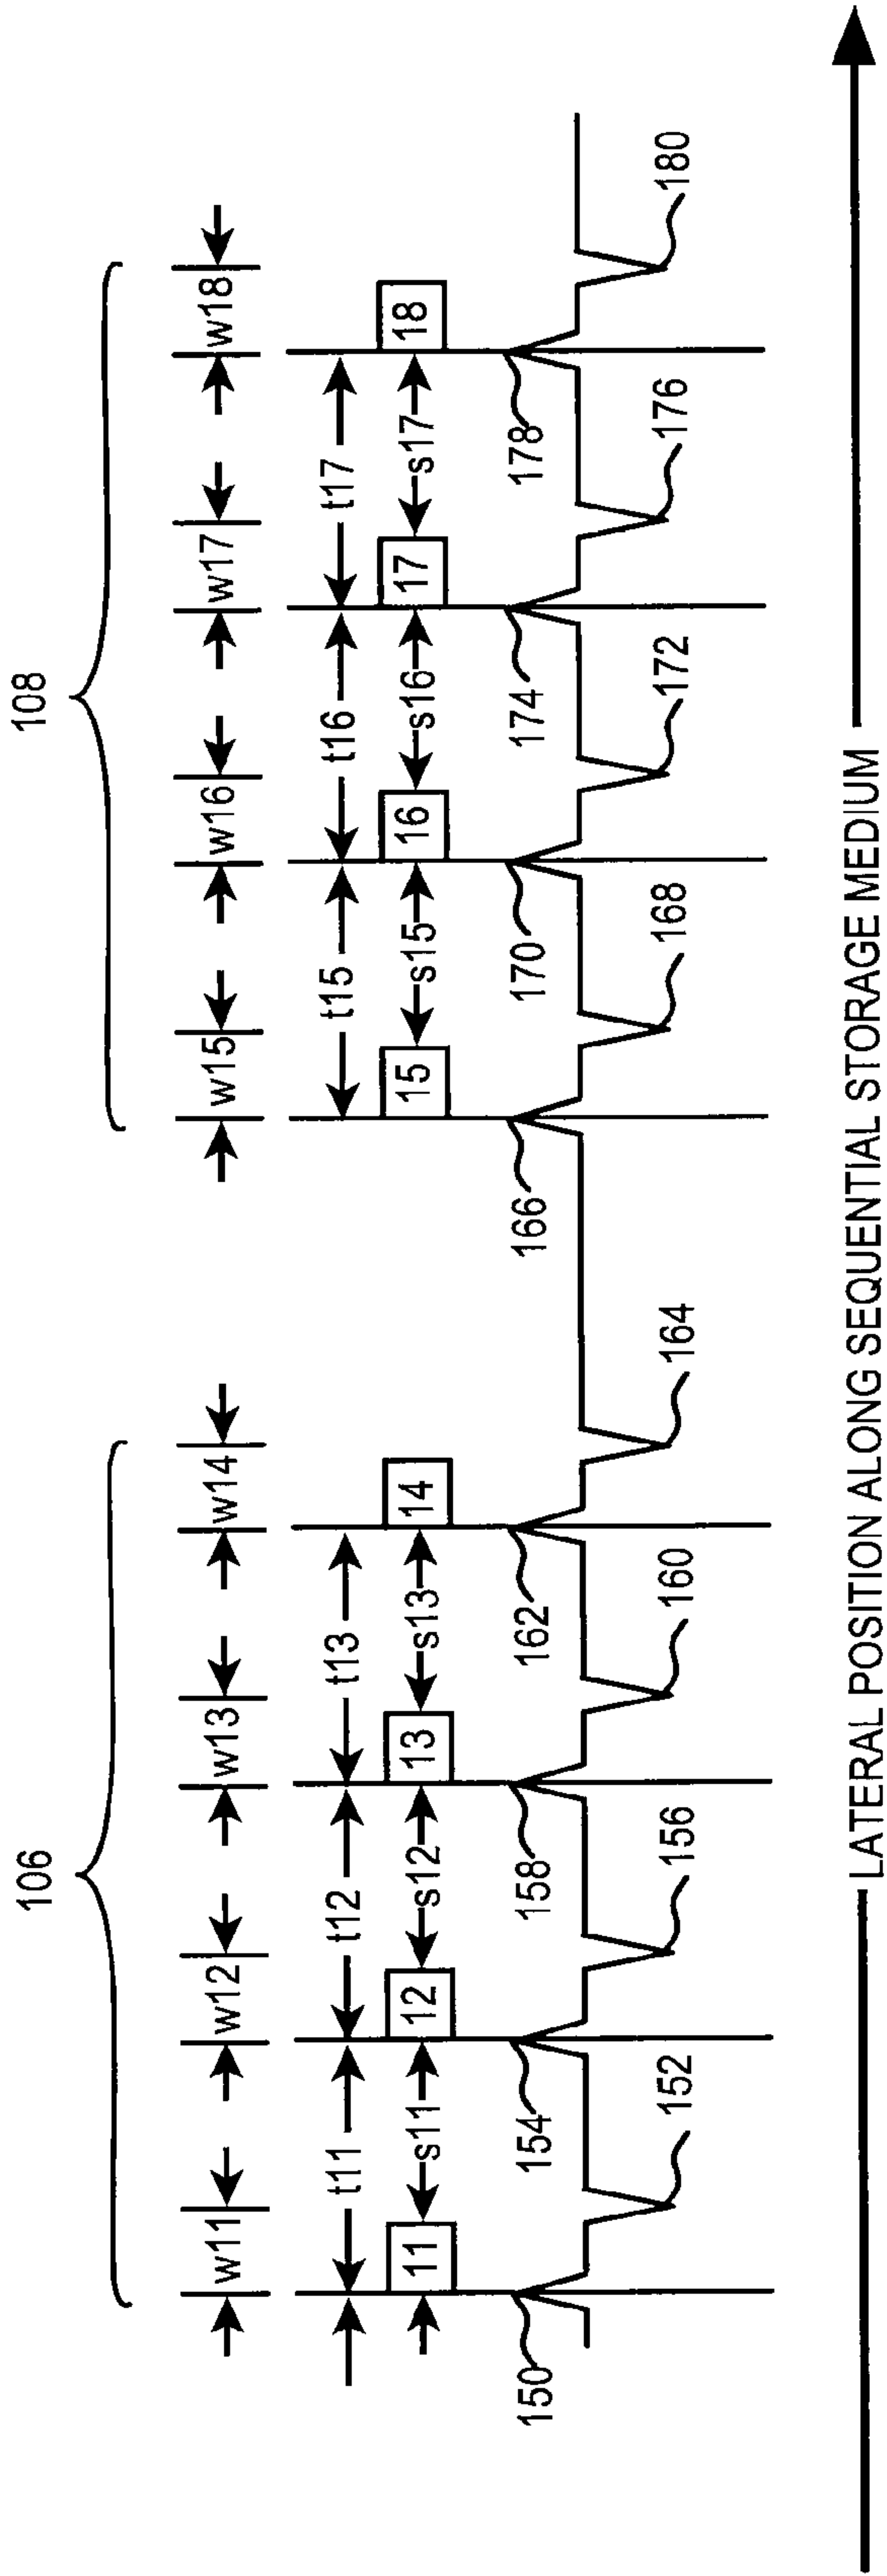 106 108
w11 w12 w13 w14 w15 w16 w17 w18
t11 t12 t13 t15 t16 t17
11 s11 12 s12 13 s13 14 15 s15 16 s16 17 s17 18
150 154 158 162 166 170 174 178
152 156 160 164 168 172 176 180
LATERAL POSITION ALONG SEQUENTIAL STORAGE MEDIUM